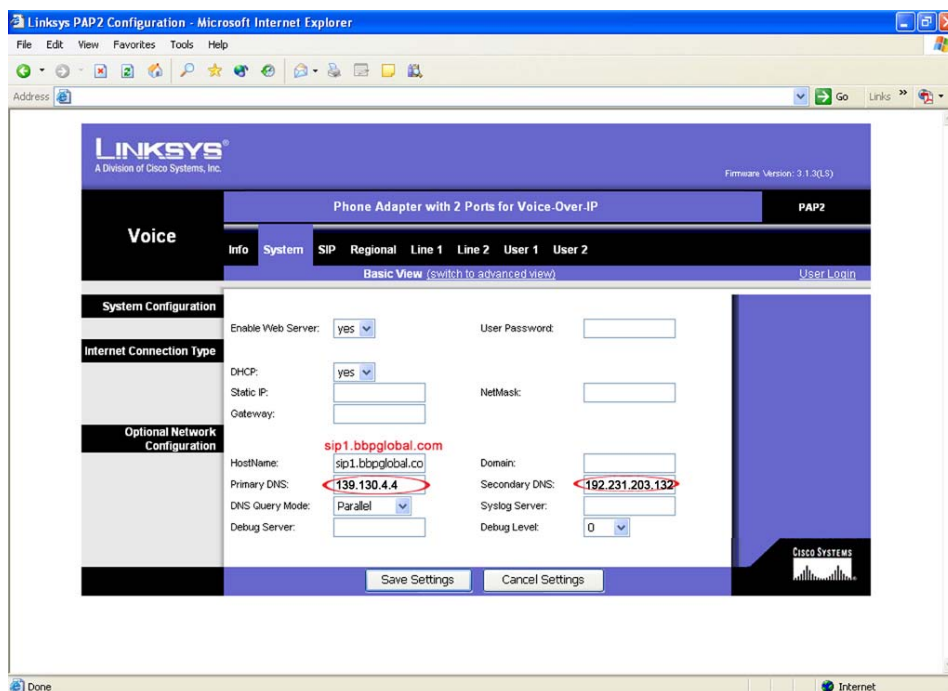 Linksys PAP2 Configuration - Microsoft Internet Explorer
File Edit View Favorites Tools Help
Address Go Links »
LINKSYS®
A Division of Cisco Systems, Inc.
Firmware Version: 3.1.3(LS)
Phone Adapter with 2 Ports for Voice-Over-IP PAP2
Voice
Info System SIP Regional Line 1 Line 2 User 1 User 2
Basic View (switch to advanced view) User Login
System Configuration
Enable Web Server: yes User Password:
Internet Connection Type
DHCP: yes
Static IP: NetMask:
Gateway:
Optional Network
Configuration
sip1.bbpglobal.com
HostName: sip1.bbpglobal.co Domain:
Primary DNS: 139.130.4.4 Secondary DNS: 192.231.203.132
DNS Query Mode: Parallel Syslog Server:
Debug Server: Debug Level: 0
CISCO SYSTEMS
Save Settings Cancel Settings
Done Internet